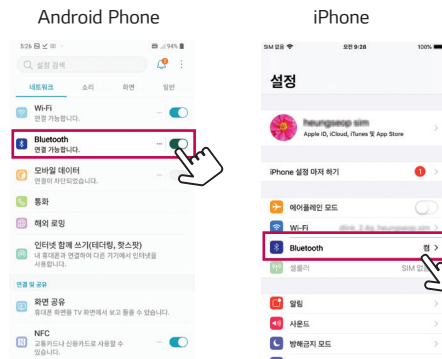 Android Phone
5:26
94%
설정 검색
네트워크 소리 화면 일반
Wi-Fi
연결 가능합니다.
Bluetooth
연결 가능합니다.
모바일 데이터
연결이 차단되었습니다.
통화
해외 로밍
인터넷 함께 쓰기(테더링, 핫스팟)
내 휴대폰과 연결하여 다른 기기에서 인터넷을
사용합니다.
연결 및 공유
화면 공유
휴대폰 화면을 TV 화면에서 보고 들을 수 있습니다.
NFC
교통카드나 신용카드로 사용할 수
있습니다.
iPhone
SIM 없음 오전 9:28 100%
설정
heungseop sim
Apple ID, iCloud, iTunes 및 App Store
iPhone 설정 마저 하기 1
에어플레인 모드
Wi-Fi
Bluetooth 켬
셀룰러 SIM
알림
사운드
방해금지 모드